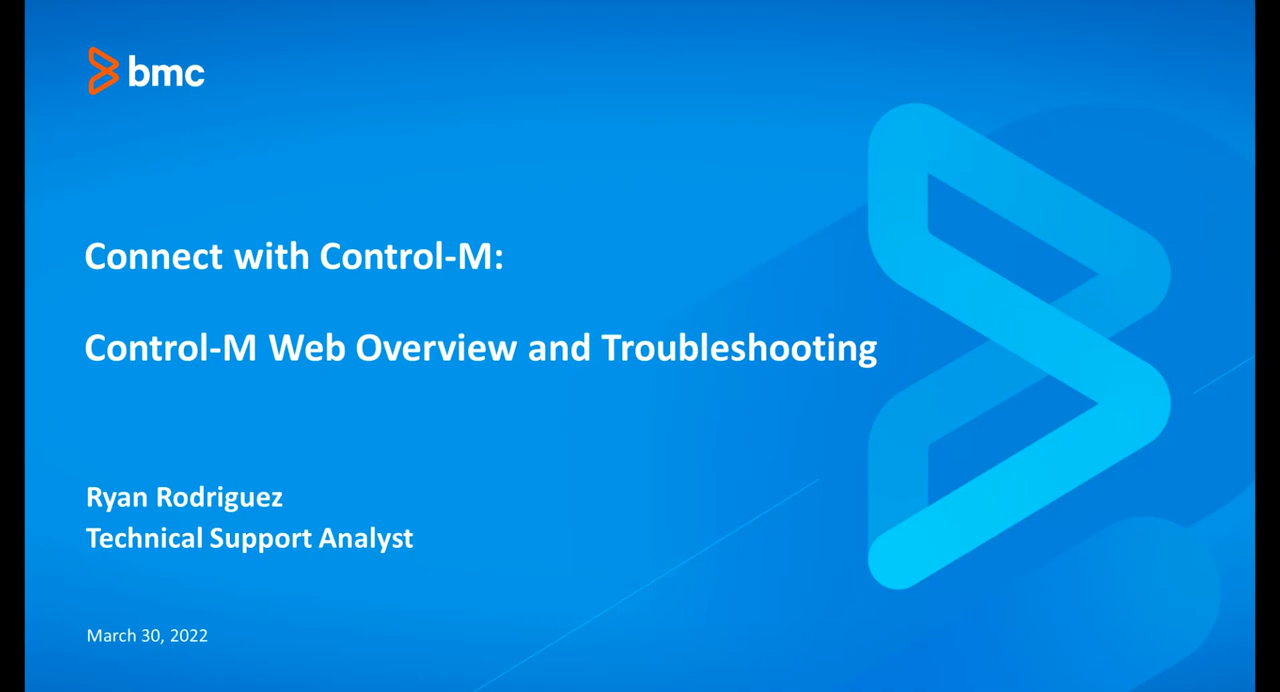 bmc
Connect with Control-M:
Control-M Web Overview and Troubleshooting
Ryan Rodriguez
Technical Support Analyst
March 30, 2022